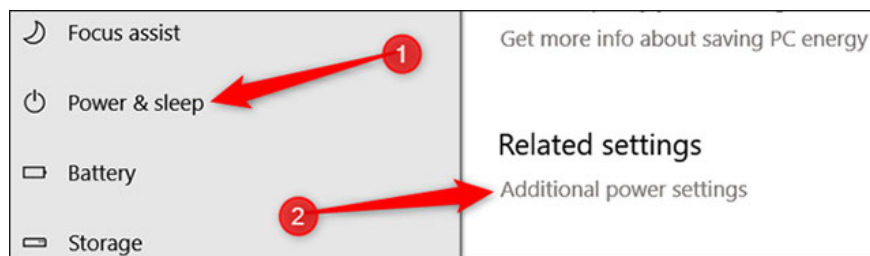 Focus assist
Power & sleep
Battery
Storage
1
2
Get more info about saving PC energy
Related settings
Additional power settings